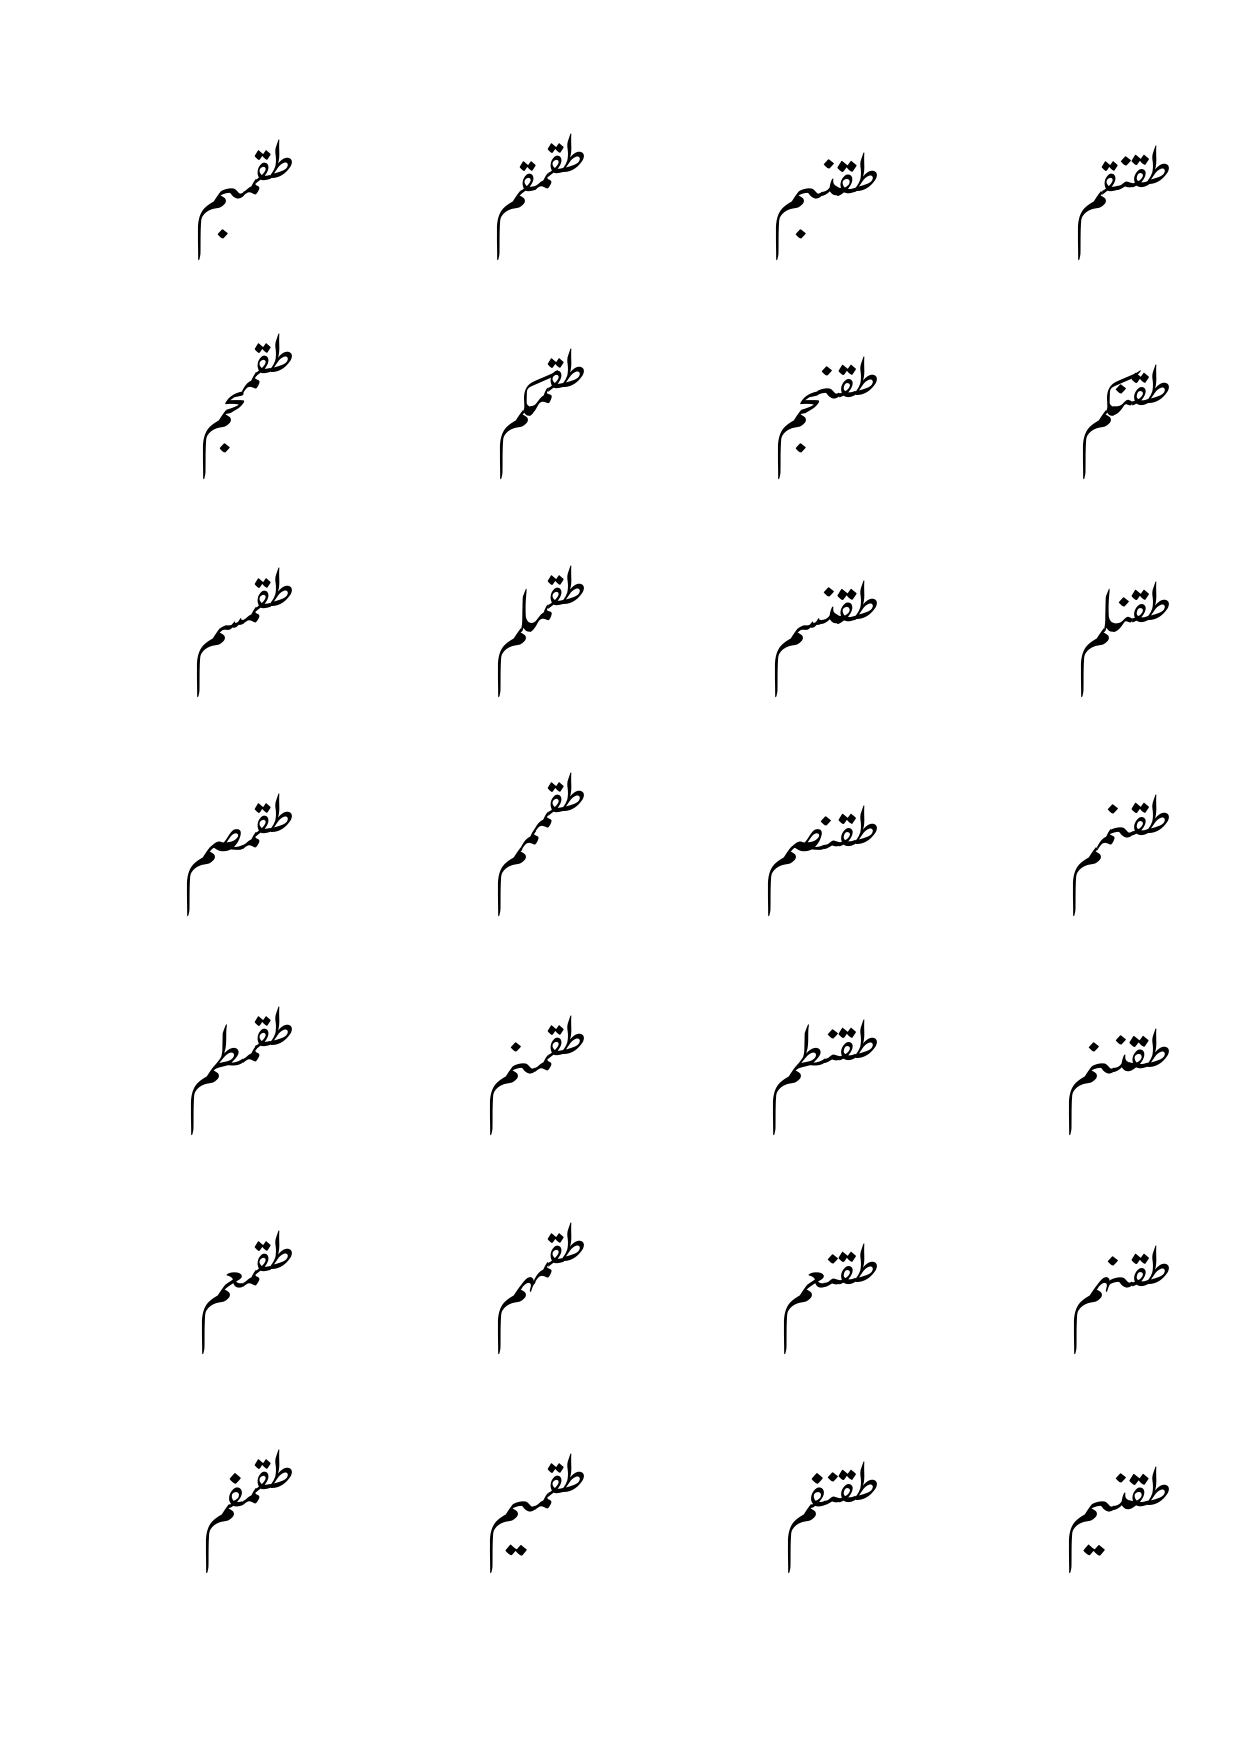 طقنقم طقنبم طقمقم طقمبم
طقنكم طقنجم طقمكم طقمجم
طقنلم طقنسم طقملم طقمسم
طقنمم طقنصم طقممم طقمصم
طقننم طقنطم طقمنم طقمطم
طقنهم طقنعم طقمهم طقمعم
طقنيم طقنفم طقميم طقمفم